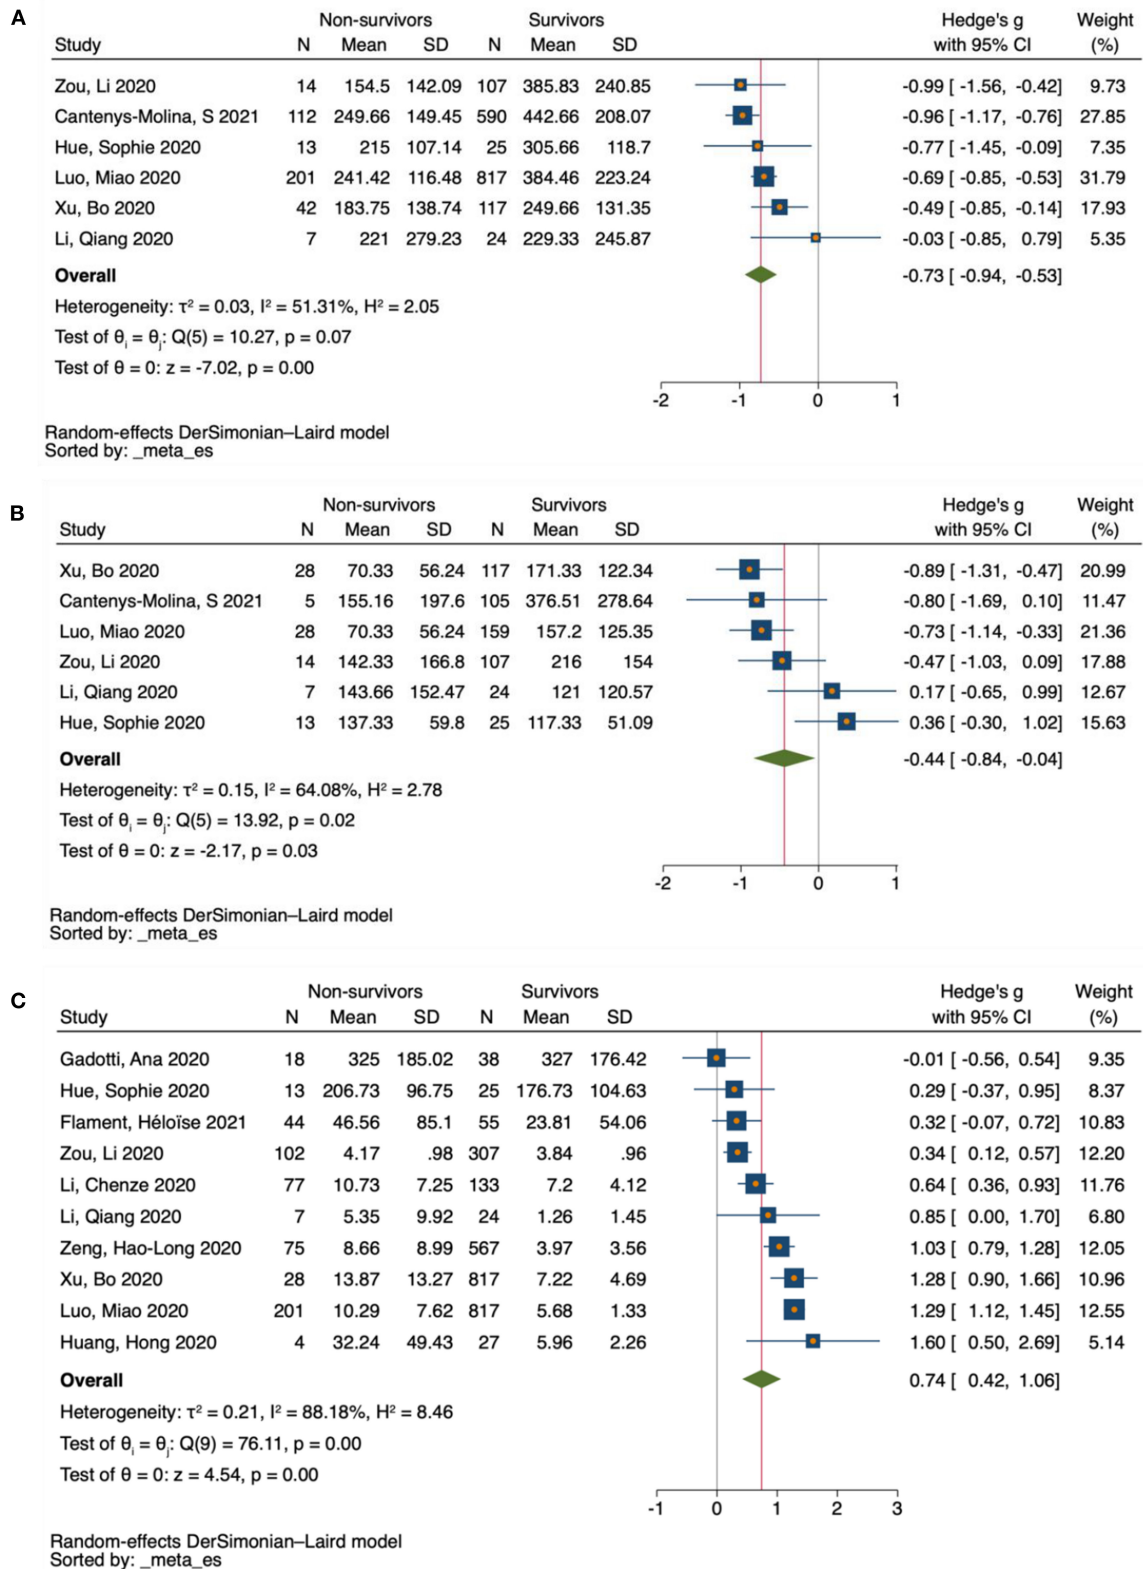 A
Non-survivors Survivors Hedge's g Weight
Study N Mean SD N Mean SD with 95% CI (%)
Zou, Li 2020 14 154.5 142.09 107 385.83 240.85 -0.99 [ -1.56, -0.42] 9.73
Cantenys-Molina, S 2021 112 249.66 149.45 590 442.66 208.07 -0.96 [ -1.17, -0.76] 27.85
Hue, Sophie 2020 13 215 107.14 25 305.66 118.7 -0.77 [ -1.45, -0.09] 7.35
Luo, Miao 2020 201 241.42 116.48 817 384.46 223.24 -0.69 [ -0.85, -0.53] 31.79
Xu, Bo 2020 42 183.75 138.74 117 249.66 131.35 -0.49 [ -0.85, -0.14] 17.93
Li, Qiang 2020 7 221 279.23 24 229.33 245.87 -0.03 [ -0.85, 0.79] 5.35
Overall -0.73 [ -0.94, -0.53]
Heterogeneity: τ² = 0.03, I² = 51.31%, H² = 2.05
Test of θᵢ = θⱼ: Q(5) = 10.27, p = 0.07
Test of θ = 0: z = -7.02, p = 0.00
-2 -1 0 1
Random-effects DerSimonian–Laird model
Sorted by: _meta_es
B
Non-survivors Survivors Hedge's g Weight
Study N Mean SD N Mean SD with 95% CI (%)
Xu, Bo 2020 28 70.33 56.24 117 171.33 122.34 -0.89 [ -1.31, -0.47] 20.99
Cantenys-Molina, S 2021 5 155.16 197.6 105 376.51 278.64 -0.80 [ -1.69, 0.10] 11.47
Luo, Miao 2020 28 70.33 56.24 159 157.2 125.35 -0.73 [ -1.14, -0.33] 21.36
Zou, Li 2020 14 142.33 166.8 107 216 154 -0.47 [ -1.03, 0.09] 17.88
Li, Qiang 2020 7 143.66 152.47 24 121 120.57 0.17 [ -0.65, 0.99] 12.67
Hue, Sophie 2020 13 137.33 59.8 25 117.33 51.09 0.36 [ -0.30, 1.02] 15.63
Overall -0.44 [ -0.84, -0.04]
Heterogeneity: τ² = 0.15, I² = 64.08%, H² = 2.78
Test of θᵢ = θⱼ: Q(5) = 13.92, p = 0.02
Test of θ = 0: z = -2.17, p = 0.03
-2 -1 0 1
Random-effects DerSimonian–Laird model
Sorted by: _meta_es
C
Non-survivors Survivors Hedge's g Weight
Study N Mean SD N Mean SD with 95% CI (%)
Gadotti, Ana 2020 18 325 185.02 38 327 176.42 -0.01 [ -0.56, 0.54] 9.35
Hue, Sophie 2020 13 206.73 96.75 25 176.73 104.63 0.29 [ -0.37, 0.95] 8.37
Flament, Héloïse 2021 44 46.56 85.1 55 23.81 54.06 0.32 [ -0.07, 0.72] 10.83
Zou, Li 2020 102 4.17 .98 307 3.84 .96 0.34 [ 0.12, 0.57] 12.20
Li, Chenze 2020 77 10.73 7.25 133 7.2 4.12 0.64 [ 0.36, 0.93] 11.76
Li, Qiang 2020 7 5.35 9.92 24 1.26 1.45 0.85 [ 0.00, 1.70] 6.80
Zeng, Hao-Long 2020 75 8.66 8.99 567 3.97 3.56 1.03 [ 0.79, 1.28] 12.05
Xu, Bo 2020 28 13.87 13.27 817 7.22 4.69 1.28 [ 0.90, 1.66] 10.96
Luo, Miao 2020 201 10.29 7.62 817 5.68 1.33 1.29 [ 1.12, 1.45] 12.55
Huang, Hong 2020 4 32.24 49.43 27 5.96 2.26 1.60 [ 0.50, 2.69] 5.14
Overall 0.74 [ 0.42, 1.06]
Heterogeneity: τ² = 0.21, I² = 88.18%, H² = 8.46
Test of θᵢ = θⱼ: Q(9) = 76.11, p = 0.00
Test of θ = 0: z = 4.54, p = 0.00
-1 0 1 2 3
Random-effects DerSimonian–Laird model
Sorted by: _meta_es